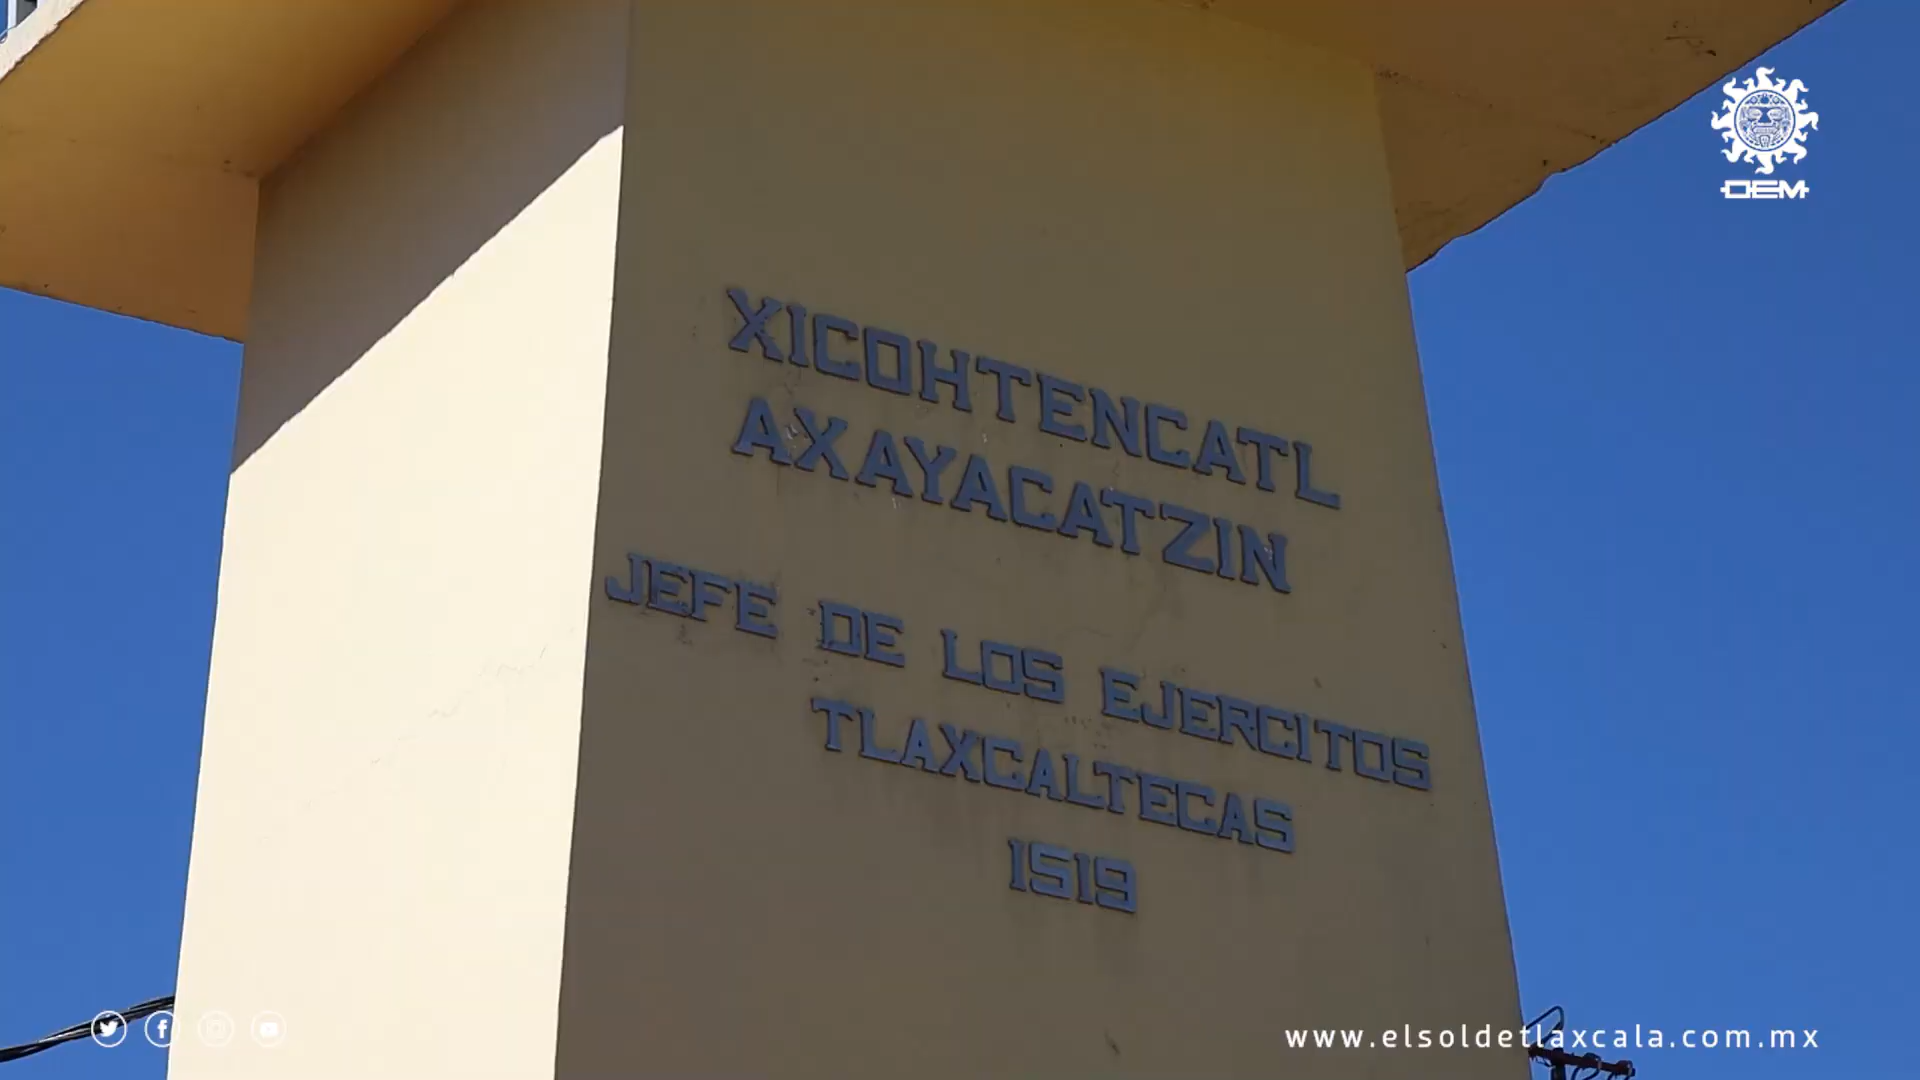 OEM
XICOHTENCATL
AXAYACATZIN
JEFE DE LOS EJERCITOS
TLAXCALTECAS
1519
www.elsoldetlaxcala.com.mx